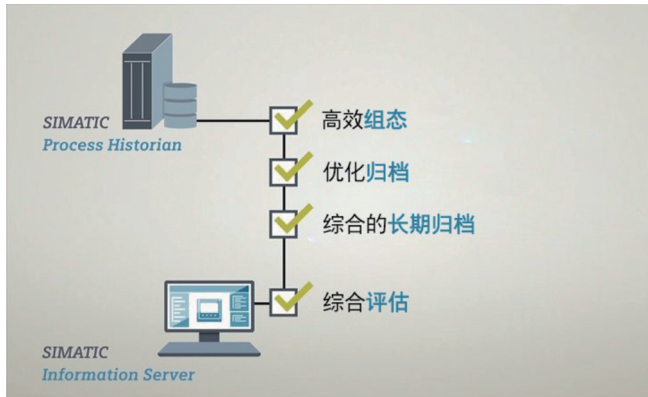 SIMATIC
Process Historian
高效组态
优化归档
综合的长期归档
综合评估
SIMATIC
Information Server